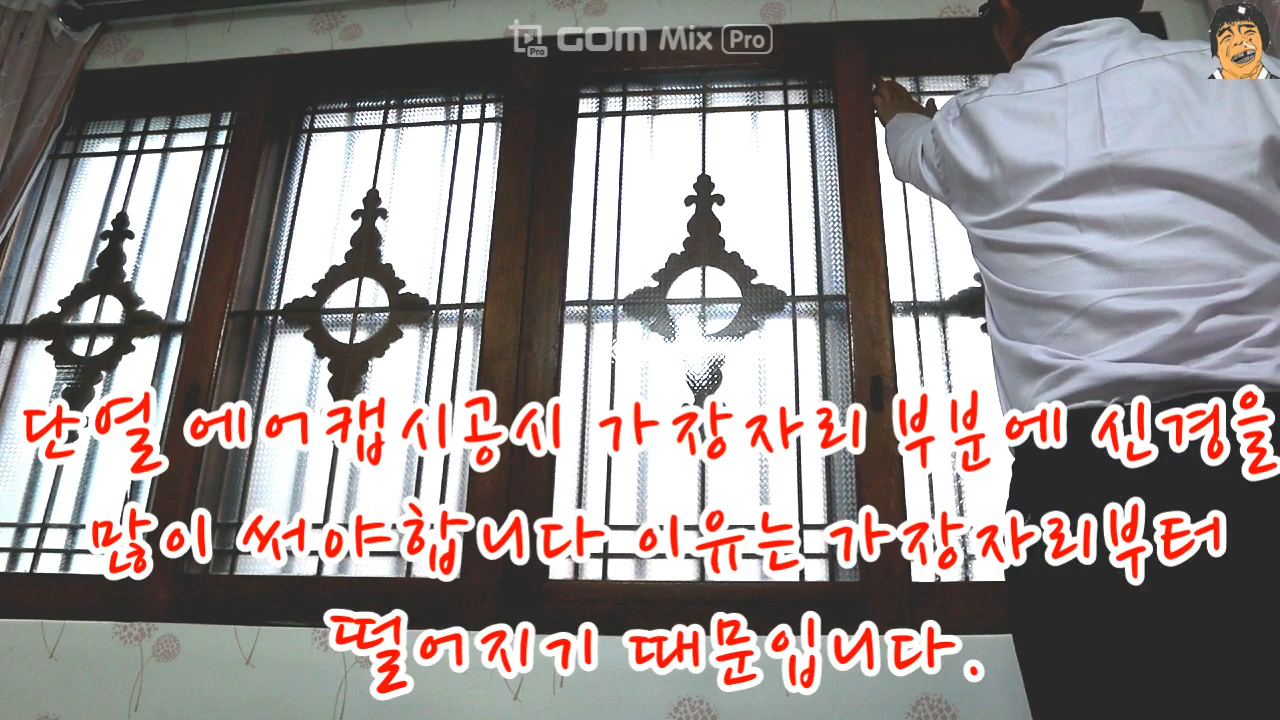 GOM Mix Pro
Pro
단열 에어캡시공시 가장자리 부분에 신경을
많이 써야합니다 이유는 가장자리부터
떨어지기 때문입니다.